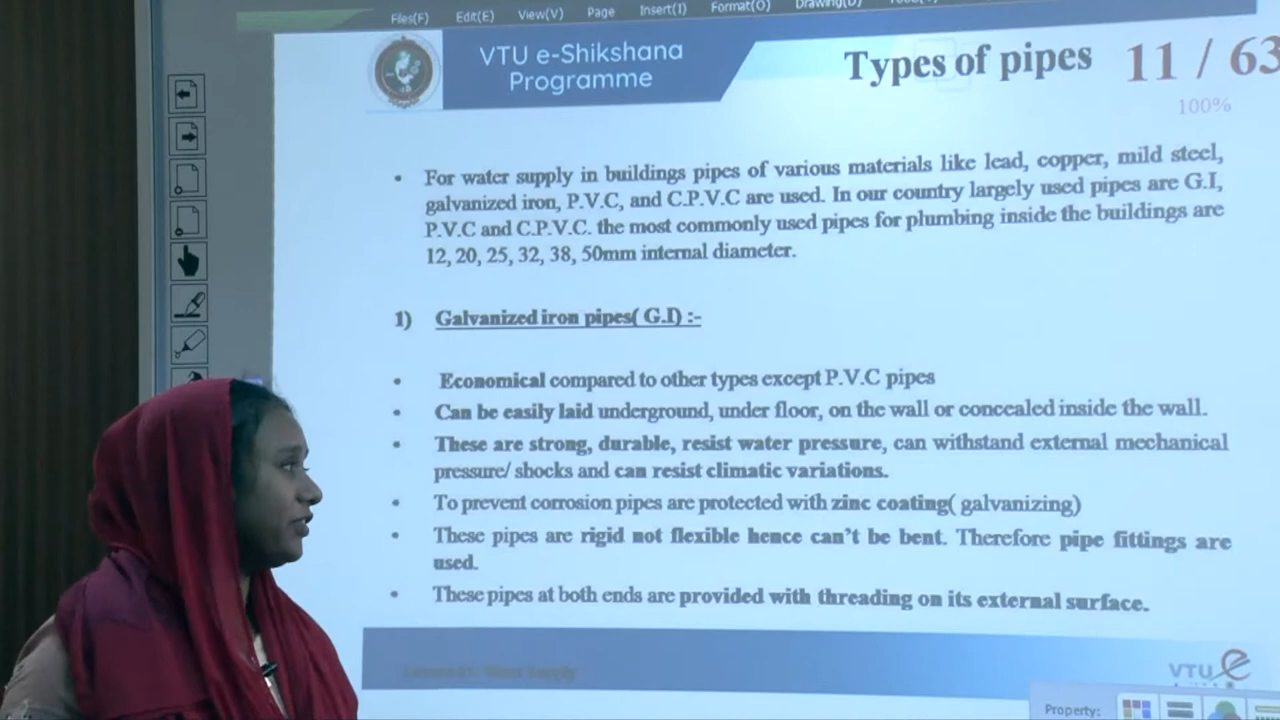 Files(F) Edit(E) View(V) Page Insert(I) Format(O) Drawing(D)
VTU e-Shikshana
Programme
Types of pipes 11 / 63
100%
• For water supply in buildings pipes of various materials like lead, copper, mild steel,
galvanized iron, P.V.C, and C.P.V.C are used. In our country largely used pipes are G.I,
P.V.C and C.P.V.C. the most commonly used pipes for plumbing inside the buildings are
12, 20, 25, 32, 38, 50mm internal diameter.
1) Galvanized iron pipes( G.I) :-
• Economical compared to other types except P.V.C pipes
• Can be easily laid underground, under floor, on the wall or concealed inside the wall.
• These are strong, durable, resist water pressure, can withstand external mechanical
pressure/ shocks and can resist climatic variations.
• To prevent corrosion pipes are protected with zinc coating( galvanizing)
• These pipes are rigid not flexible hence can't be bent. Therefore pipe fittings are
used.
• These pipes at both ends are provided with threading on its external surface.
VTU e
Property: